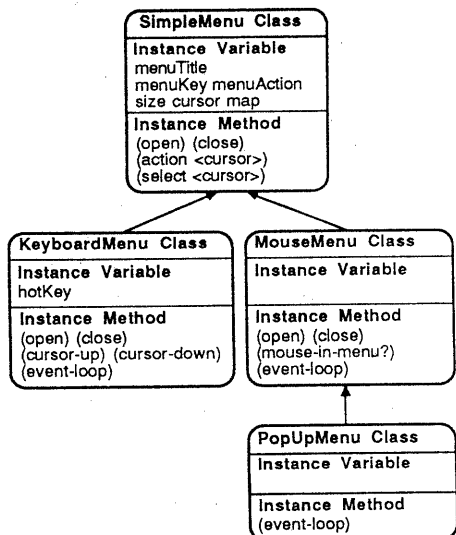 SimpleMenu Class
Instance Variable
menuTitle
menuKey menuAction
size cursor map
Instance Method
(open) (close)
(action <cursor>)
(select <cursor>)
KeyboardMenu Class
Instance Variable
hotKey
Instance Method
(open) (close)
(cursor-up) (cursor-down)
(event-loop)
MouseMenu Class
Instance Variable
Instance Method
(open) (close)
(mouse-in-menu?)
(event-loop)
PopUpMenu Class
Instance Variable
Instance Method
(event-loop)